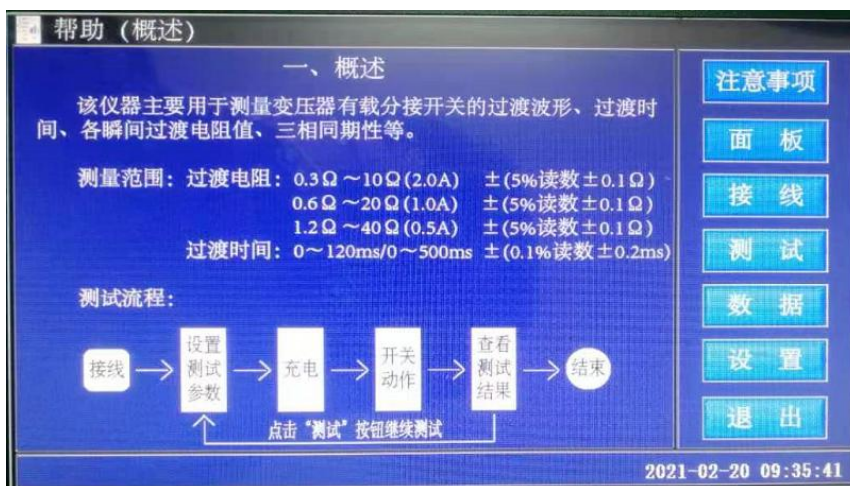 帮助 (概述)
一、概述
该仪器主要用于测量变压器有载分接开关的过渡波形、过渡时
间、各瞬间过渡电阻值、三相同期性等。
测量范围: 过渡电阻: 0.3Ω~10Ω(2.0A) ±(5%读数±0.1Ω)
0.6Ω~20Ω(1.0A) ±(5%读数±0.1Ω)
1.2Ω~40Ω(0.5A) ±(5%读数±0.1Ω)
过渡时间: 0~120ms/0~500ms ±(0.1%读数±0.2ms)
测试流程:
接线
设置
测试
参数
充电
开关
动作
查看
测试
结果
结束
点击“测试”按钮继续测试
注意事项
面 板
接 线
测 试
数 据
设 置
退 出
2021-02-20 09:35:41